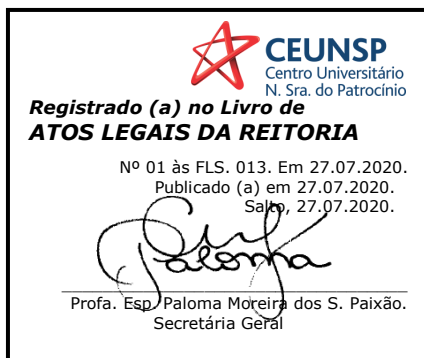 CEUNSP
Centro Universitário
N. Sra. do Patrocínio
Registrado (a) no Livro de
ATOS LEGAIS DA REITORIA
Nº 01 às FLS. 013. Em 27.07.2020.
Publicado (a) em 27.07.2020.
Salto, 27.07.2020.
Paloma
Profa. Esp. Paloma Moreira dos S. Paixão.
Secretária Geral